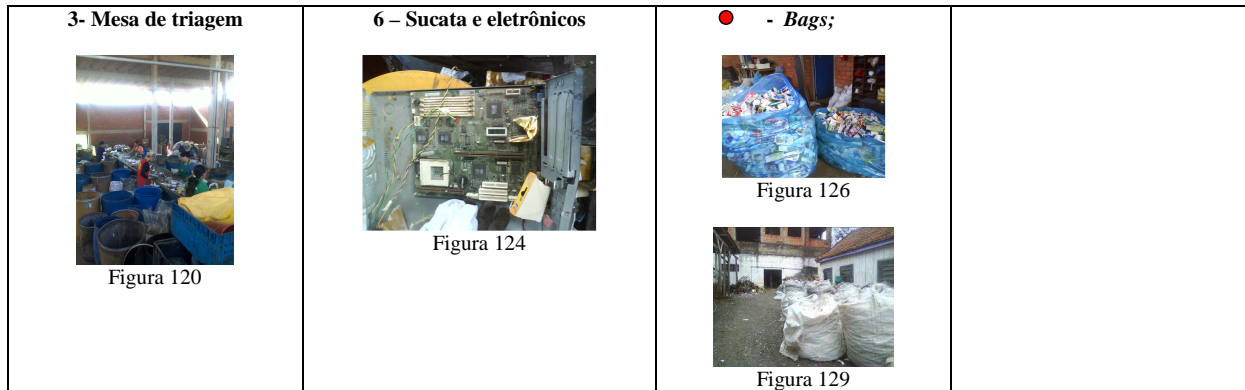 3- Mesa de triagem
Figura 120
6 – Sucata e eletrônicos
Figura 124
- Bags;
Figura 126
Figura 129